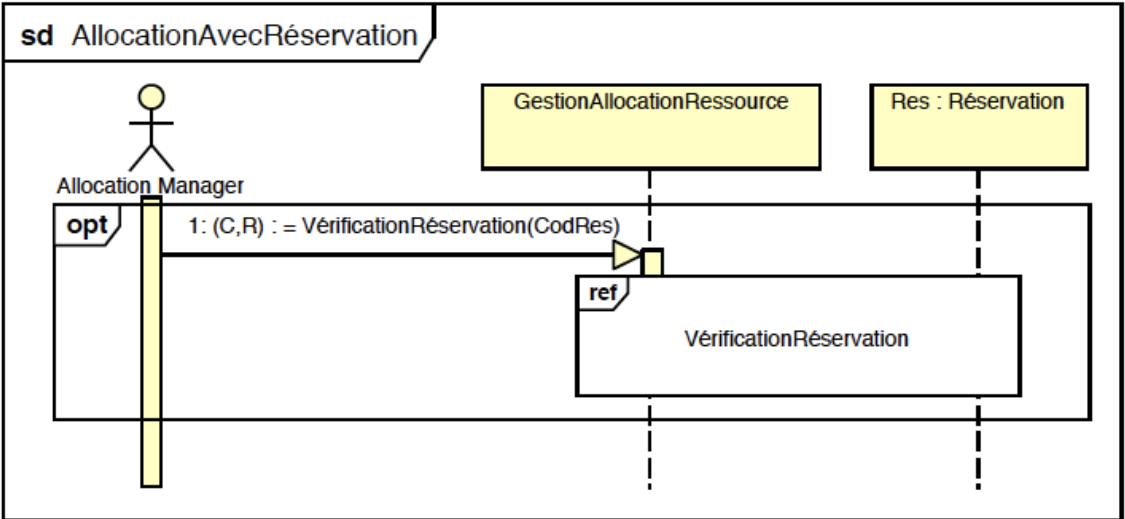 sd AllocationAvecRéservation
GestionAllocationRessource
Res : Réservation
Allocation Manager
opt
1: (C,R) : = VérificationRéservation(CodRes)
ref
VérificationRéservation